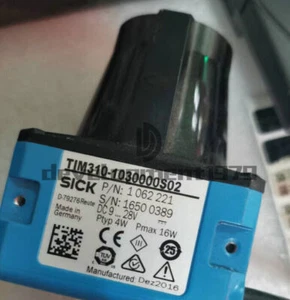 TIM310-1030000S02
SICK
P/N: 1 062 221
S/N: 1650 0389
D-79276 Reute
DC 9... 28V
Made in
Germany
Ptyp 4W Pmax 16W
25
Manufactured: Dez2016